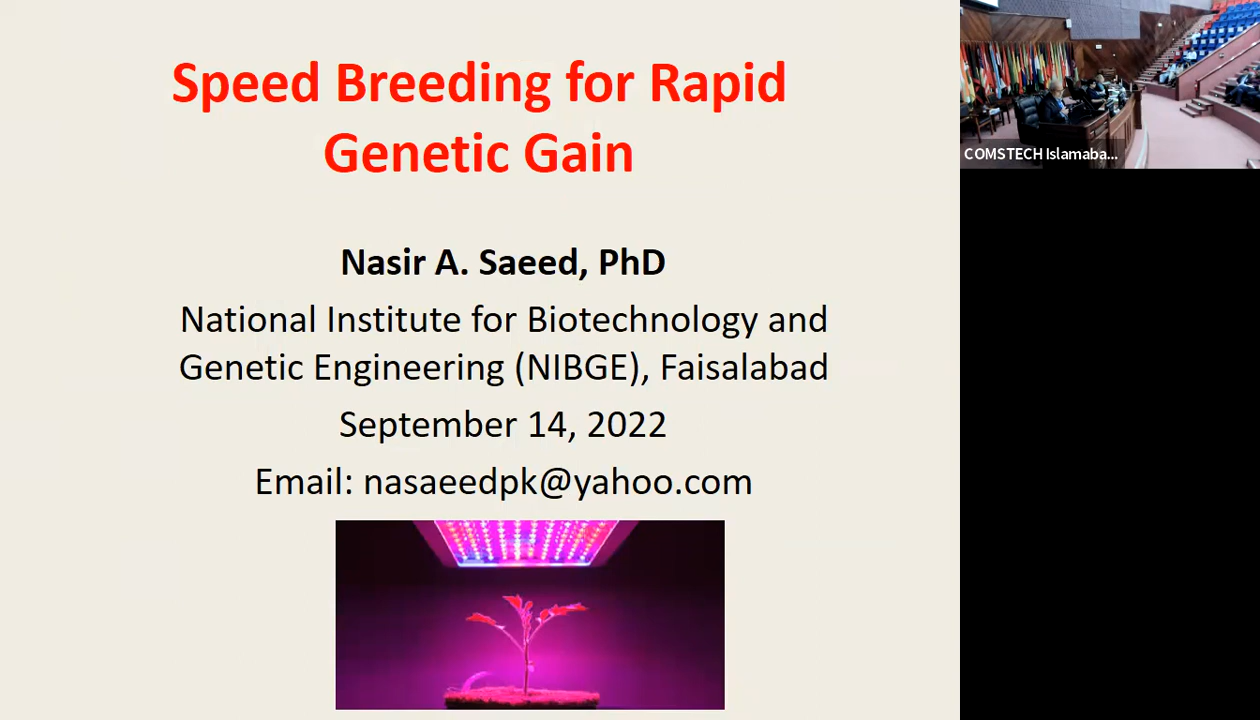 Speed Breeding for Rapid
Genetic Gain
Nasir A. Saeed, PhD
National Institute for Biotechnology and
Genetic Engineering (NIBGE), Faisalabad
September 14, 2022
Email: nasaeedpk@yahoo.com
COMSTECH Islamaba...